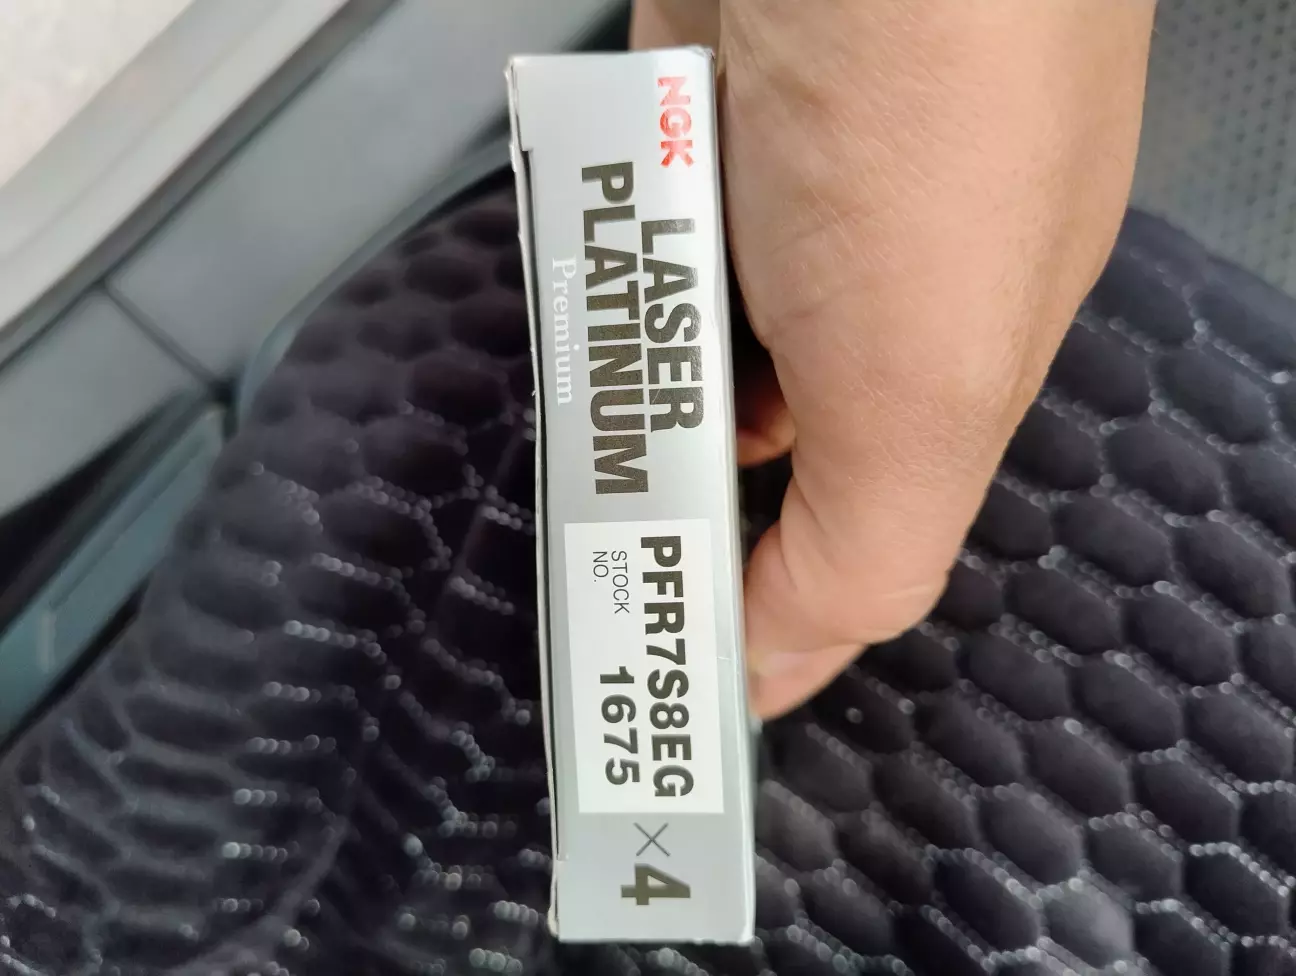 NGK
LASER
PLATINUM
Premium
PFR7S8EG
STOCK
NO.
1675
×4